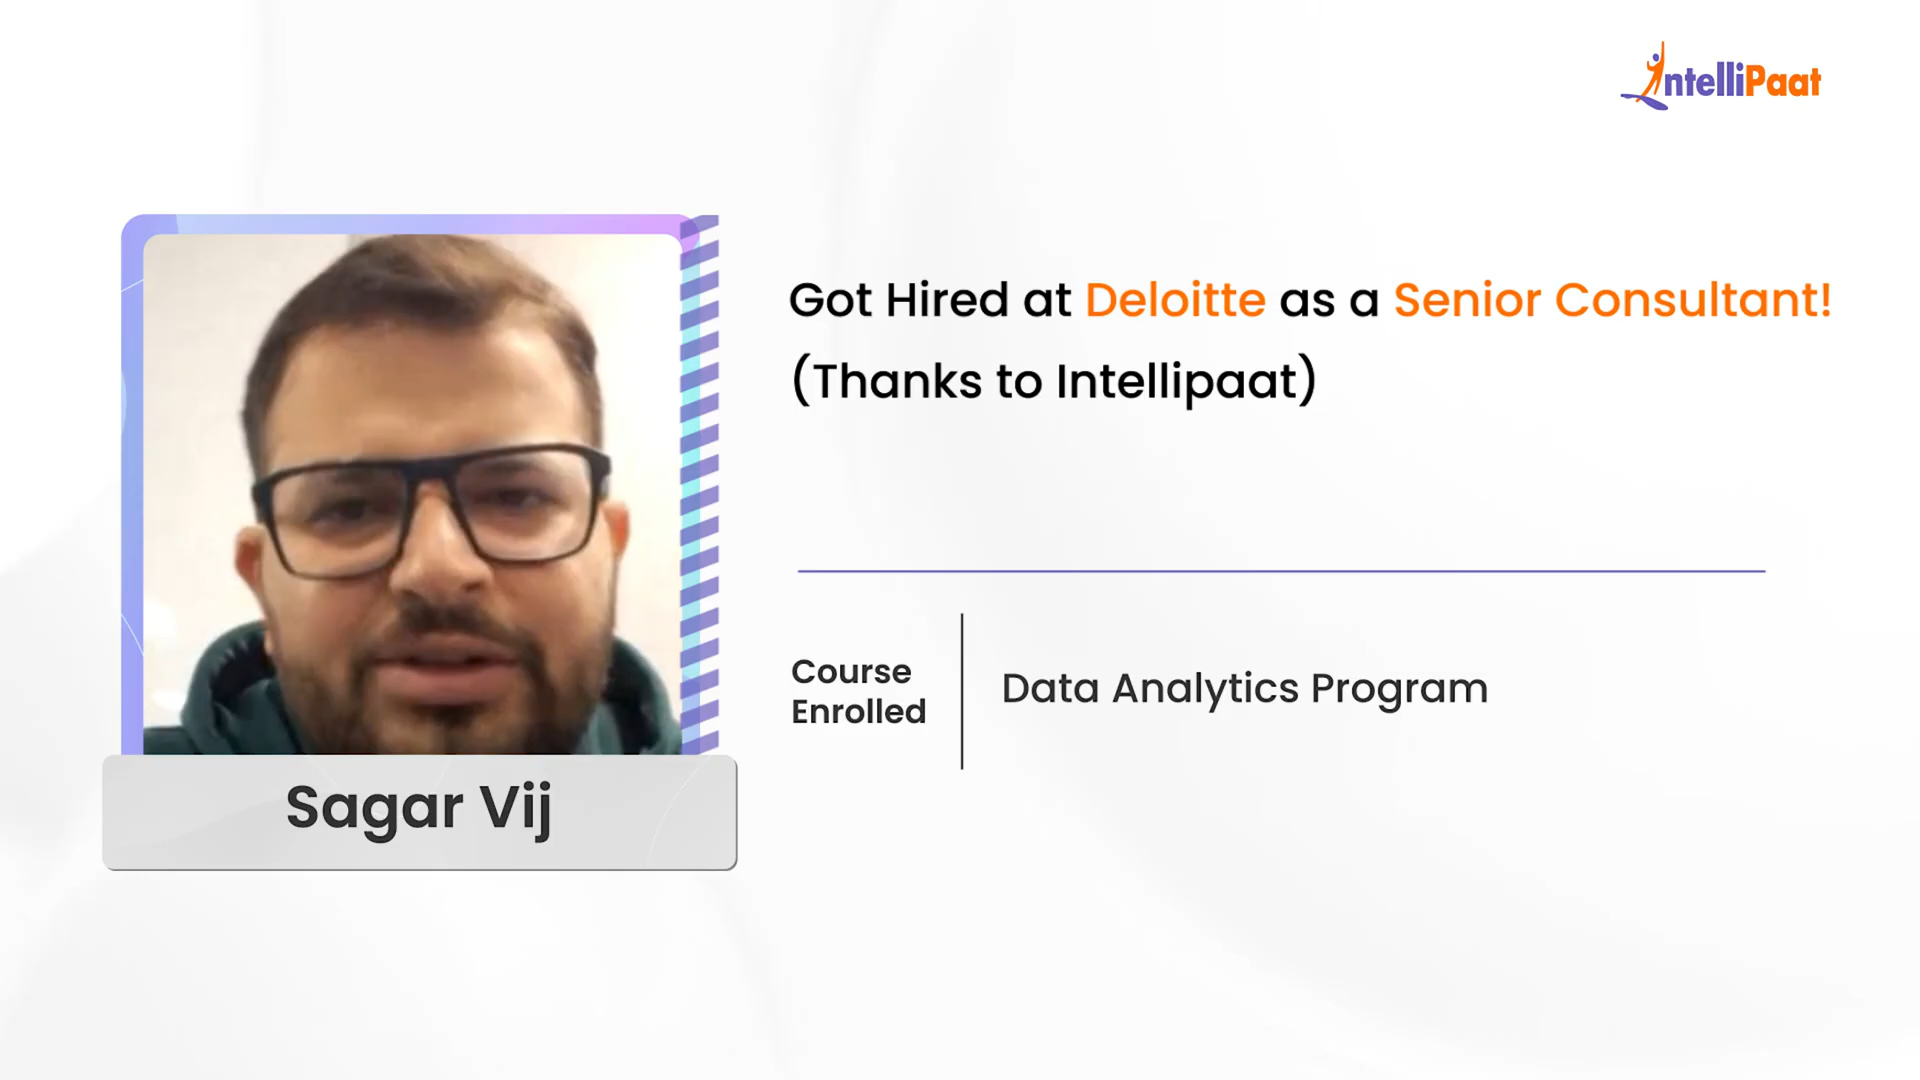 IntelliPaat
Got Hired at Deloitte as a Senior Consultant!
(Thanks to Intellipaat)
Course
Enrolled
Data Analytics Program
Sagar Vij